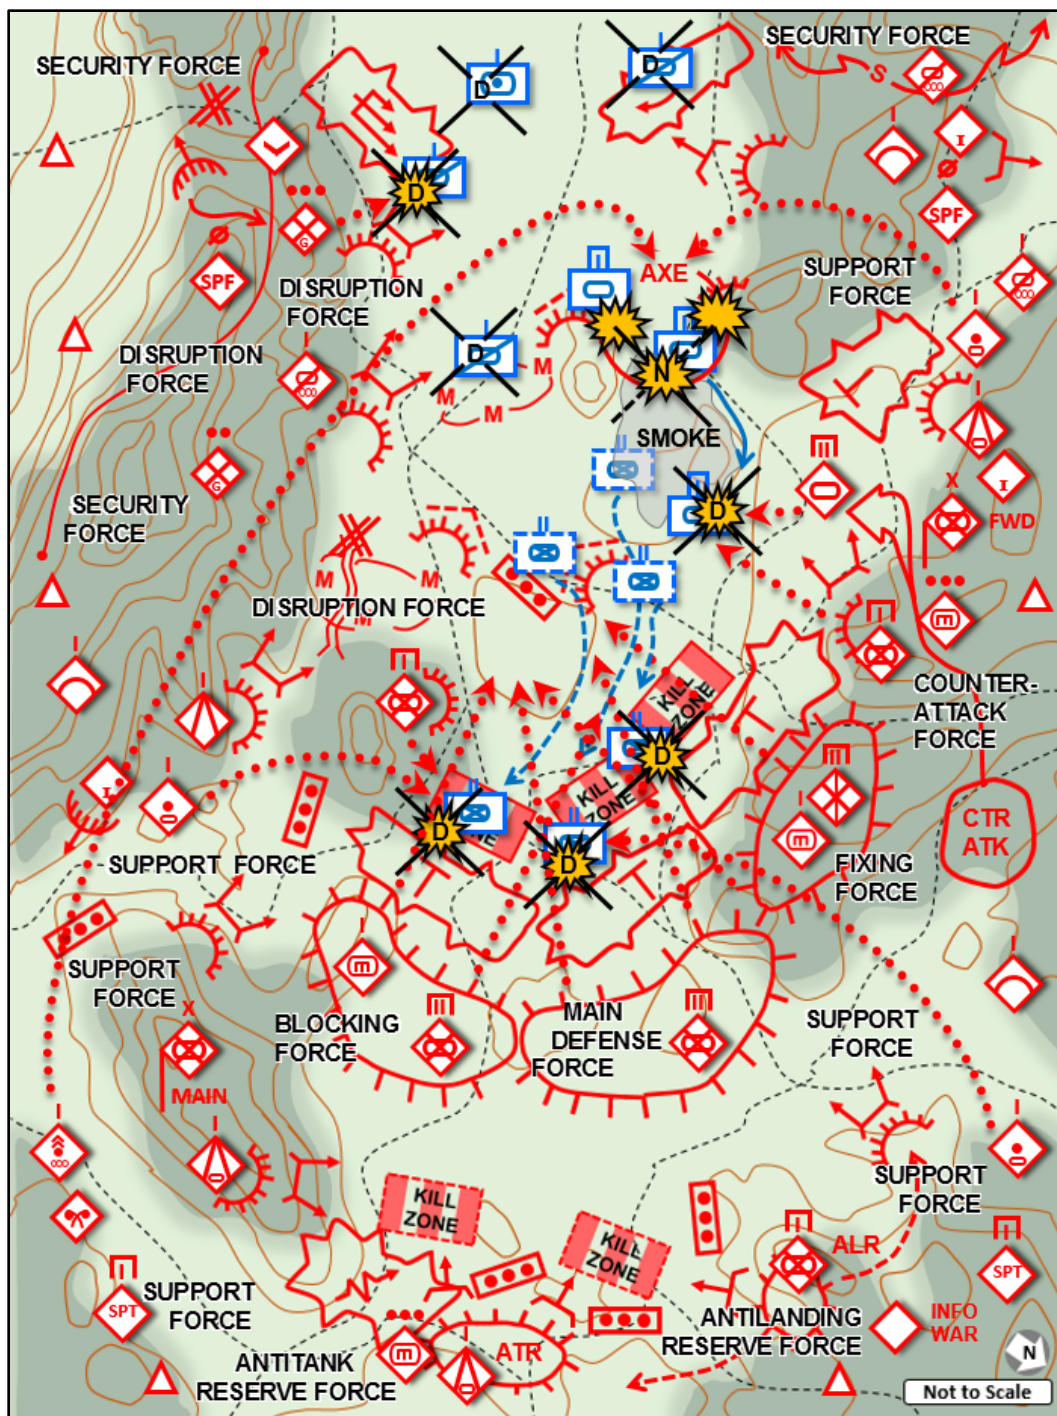 SECURITY FORCE
D
D
SECURITY FORCE
S
I
D
G
SPF
SPF
DISRUPTION
FORCE
AXE
SUPPORT
FORCE
DISRUPTION
FORCE
D
M
M
M
N
SMOKE
SECURITY
FORCE
G
D
I
FWD
X
M
M
M
DISRUPTION FORCE
m
KILL
ZONE
COUNTER-
ATTACK
FORCE
D
KILL
ZONE
I
D
ZONE
D
m
CTR
ATK
SUPPORT FORCE
FIXING
FORCE
SUPPORT
FORCE
m
X
MAIN
BLOCKING
FORCE
MAIN
DEFENSE
FORCE
SUPPORT
FORCE
KILL
ZONE
SUPPORT
FORCE
KILL
ZONE
ALR
SPT
SPT
SUPPORT
FORCE
ANTILANDING
RESERVE FORCE
INFO
WAR
ANTITANK
RESERVE FORCE
m
ATR
N
Not to Scale